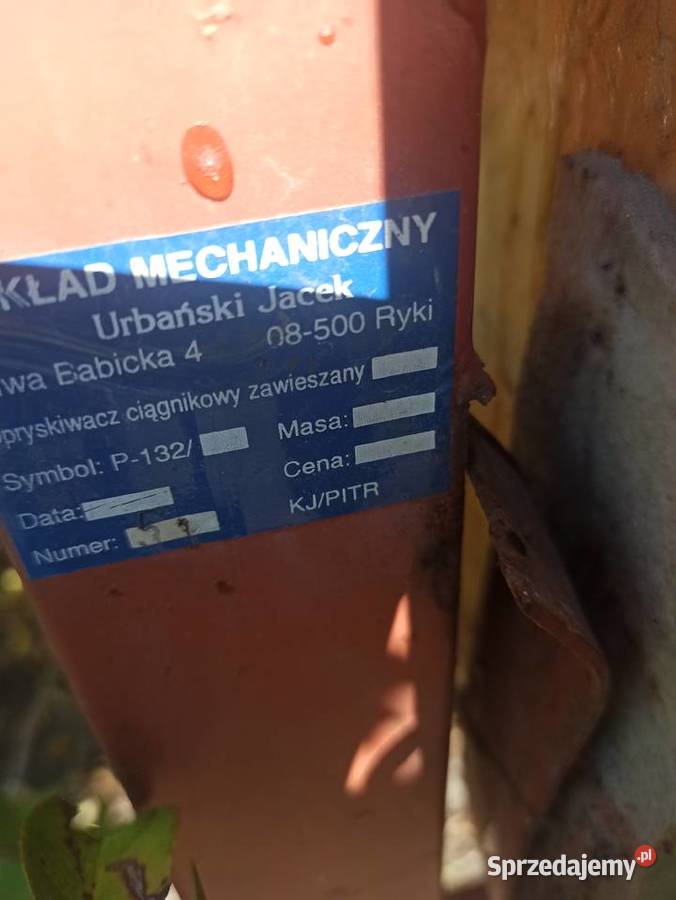 KŁAD MECHANICZNY
Urbański Jacek
wa Babicka 4 08-500 Ryki
pryskiwacz ciągnikowy zawieszany
Symbol: P-132/
Masa:
Cena:
Data:
Numer:
KJ/PITR
Sprzedajemy.pl